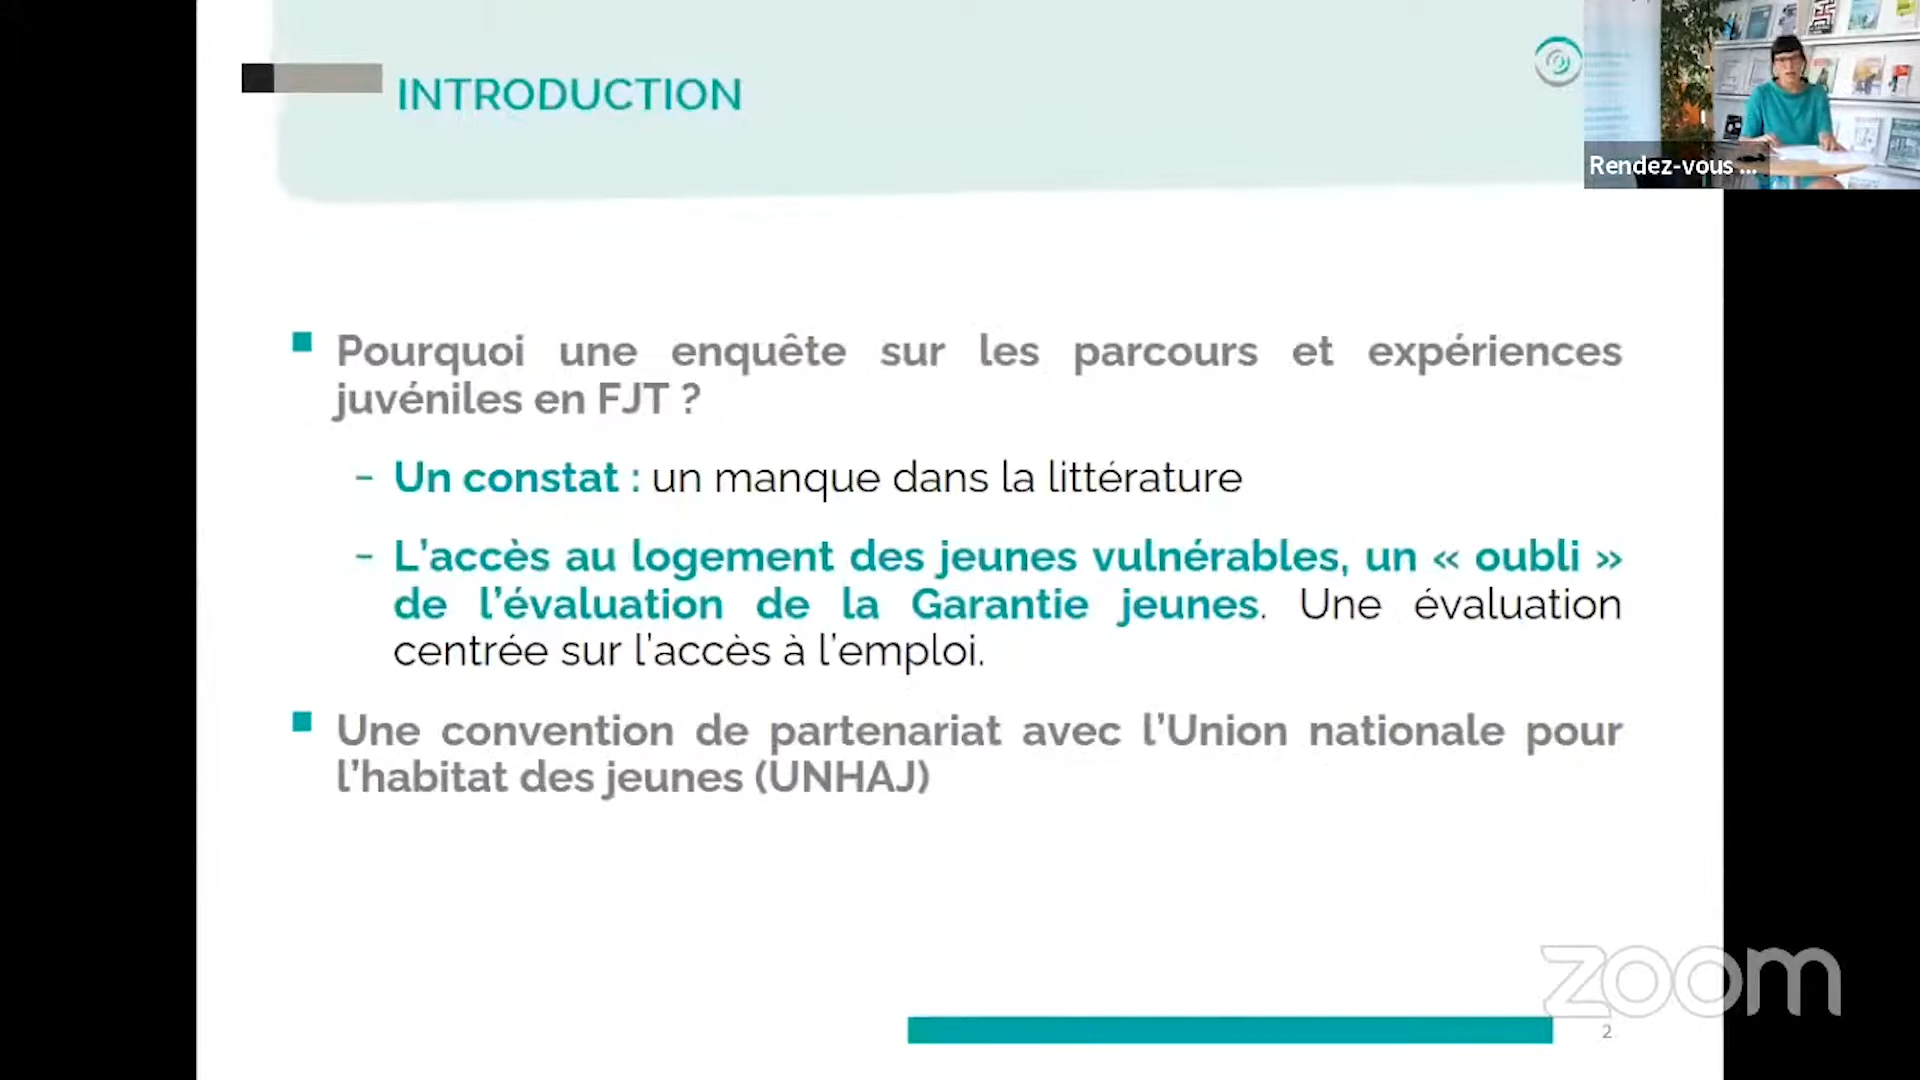 INTRODUCTION
Rendez-vous ...
Pourquoi une enquête sur les parcours et expériences
juvéniles en FJT ?
- Un constat : un manque dans la littérature
- L'accès au logement des jeunes vulnérables, un « oubli »
de l'évaluation de la Garantie jeunes. Une évaluation
centrée sur l'accès à l'emploi.
Une convention de partenariat avec l'Union nationale pour
l'habitat des jeunes (UNHAJ)
zoom
2